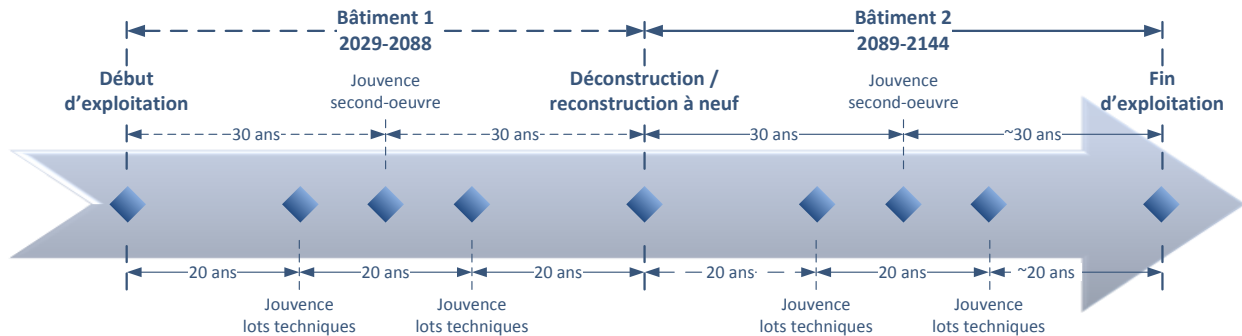 Bâtiment 1
2029-2088
Bâtiment 2
2089-2144
Début
d’exploitation
Jouvence
second-oeuvre
Déconstruction /
reconstruction à neuf
Jouvence
second-oeuvre
Fin
d’exploitation
30 ans
30 ans
30 ans
~30 ans
20 ans
20 ans
20 ans
20 ans
20 ans
~20 ans
Jouvence
lots techniques
Jouvence
lots techniques
Jouvence
lots techniques
Jouvence
lots techniques